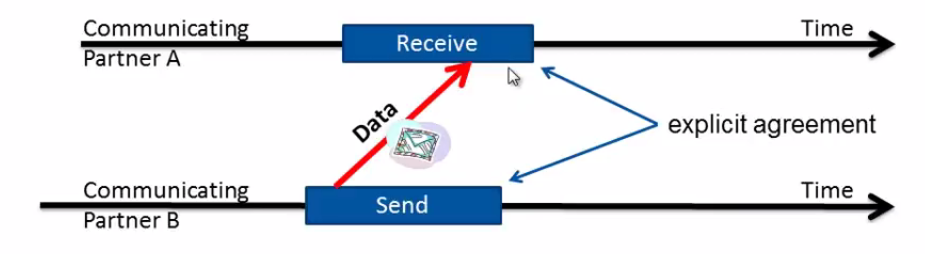 Communicating
Partner A
Receive
Time
Data
explicit agreement
Communicating
Partner B
Send
Time